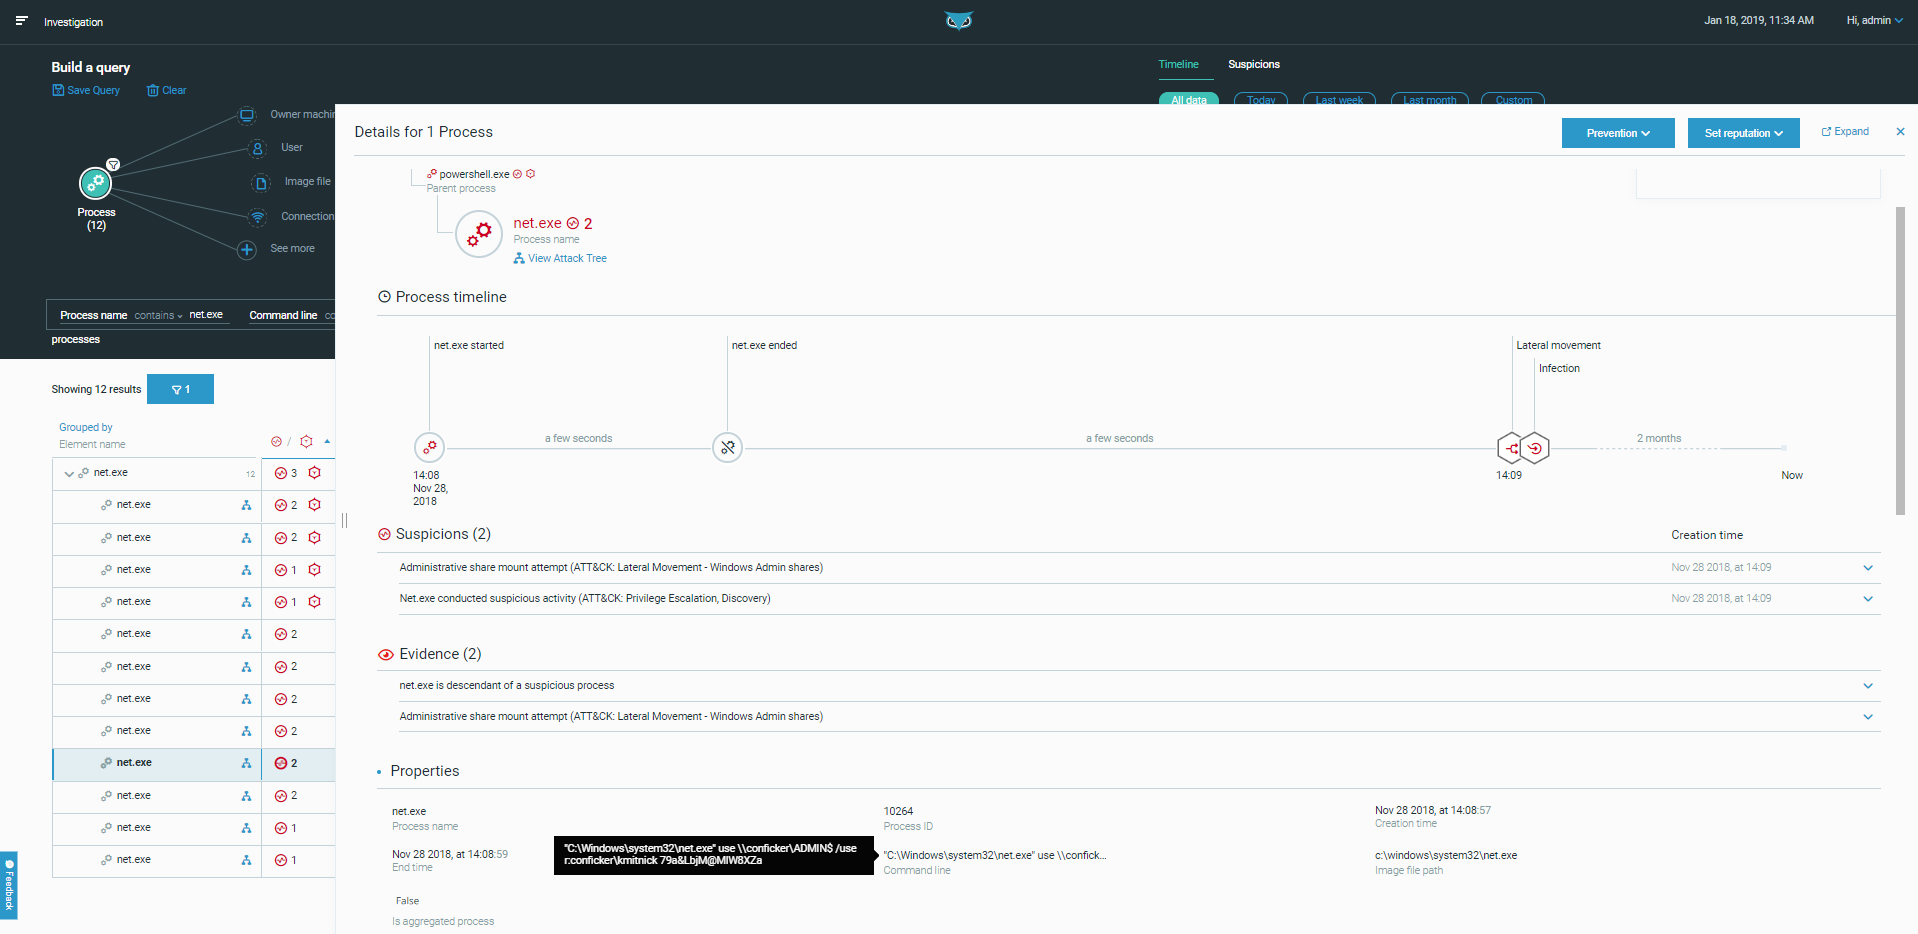 Investigation
Jan 18, 2019, 11:34 AM
Hi, admin
Build a query
Save Query
Clear
Timeline
Suspicions
All data
Today
Last week
Last month
Custom
Owner machin
User
Image file
Connection
See more
Process
(12)
Process name contains net.exe
Command line co
processes
Showing 12 results
1
Grouped by
Element name
/
net.exe 12 3
net.exe 2
net.exe 2
net.exe 1
net.exe 1
net.exe 2
net.exe 2
net.exe 2
net.exe 2
net.exe 2
net.exe 2
net.exe 1
net.exe 1
Feedback
Details for 1 Process
Prevention
Set reputation
Expand
powershell.exe
Parent process
net.exe 2
Process name
View Attack Tree
Process timeline
net.exe started
net.exe ended
Lateral movement
Infection
a few seconds
a few seconds
2 months
14:08
Nov 28,
2018
14:09
Now
Suspicions (2)
Creation time
Administrative share mount attempt (ATT&CK: Lateral Movement - Windows Admin shares)
Nov 28 2018, at 14:09
Net.exe conducted suspicious activity (ATT&CK: Privilege Escalation, Discovery)
Nov 28 2018, at 14:09
Evidence (2)
net.exe is descendant of a suspicious process
Administrative share mount attempt (ATT&CK: Lateral Movement - Windows Admin shares)
Properties
net.exe
Process name
10264
Process ID
Nov 28 2018, at 14:08:57
Creation time
Nov 28 2018, at 14:08:59
End time
"C:\Windows\system32\net.exe" use \\conficker\ADMIN$ /use
r:conficker\kmitnick 79a&LbjM@MIW8XZa
"C:\Windows\system32\net.exe" use \\confick...
Command line
c:\windows\system32\net.exe
Image file path
False
Is aggregated process